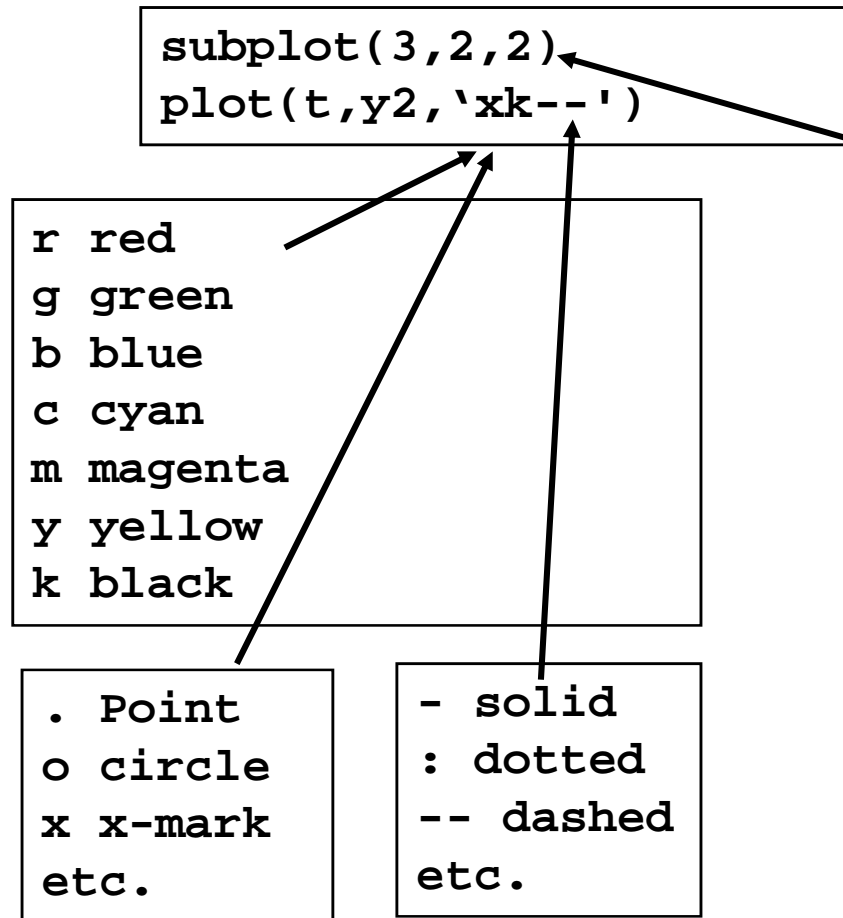 subplot(3,2,2)
plot(t,y2,‘xk--')
r red
g green
b blue
c cyan
m magenta
y yellow
k black
. Point
o circle
x x-mark
etc.
- solid
: dotted
-- dashed
etc.